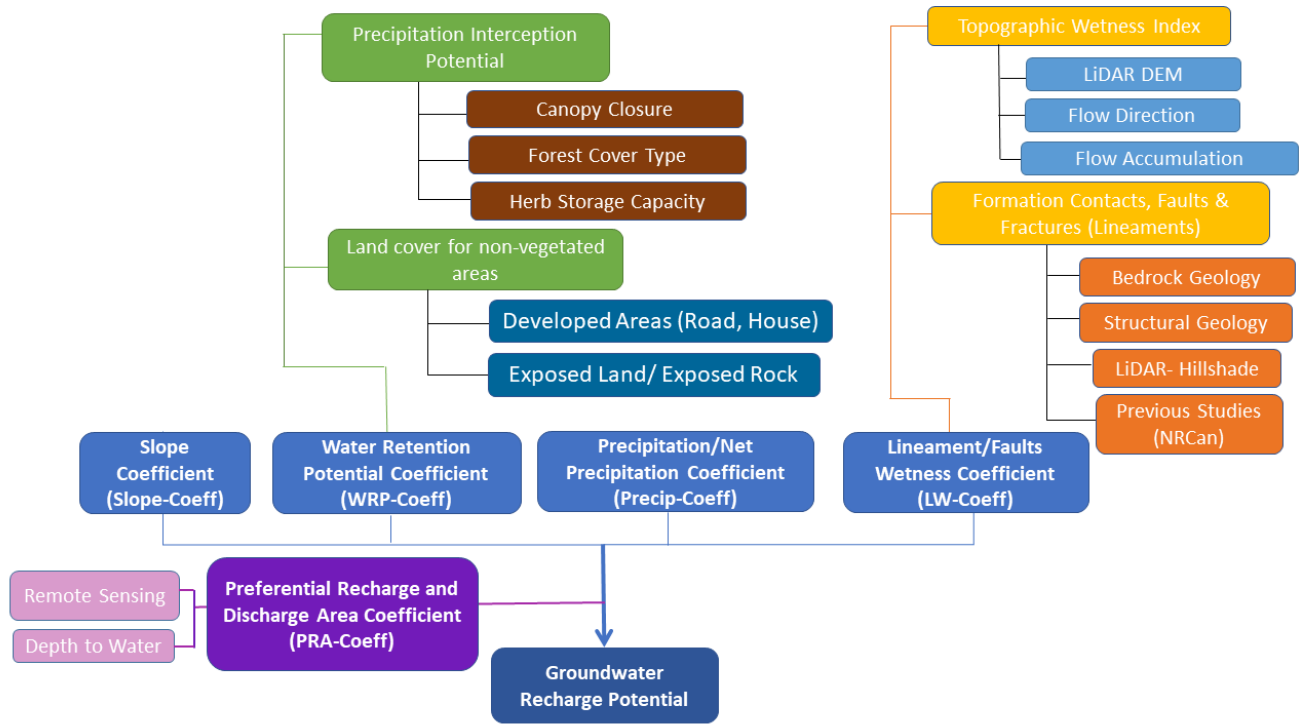 Precipitation Interception
Potential
Canopy Closure
Forest Cover Type
Herb Storage Capacity
Land cover for non-vegetated
areas
Developed Areas (Road, House)
Exposed Land/ Exposed Rock
Topographic Wetness Index
LiDAR DEM
Flow Direction
Flow Accumulation
Formation Contacts, Faults &
Fractures (Lineaments)
Bedrock Geology
Structural Geology
LiDAR- Hillshade
Previous Studies
(NRCan)
Slope
Coefficient
(Slope-Coeff)
Water Retention
Potential Coefficient
(WRP-Coeff)
Precipitation/Net
Precipitation Coefficient
(Precip-Coeff)
Lineament/Faults
Wetness Coefficient
(LW-Coeff)
Remote Sensing
Depth to Water
Preferential Recharge and
Discharge Area Coefficient
(PRA-Coeff)
Groundwater
Recharge Potential